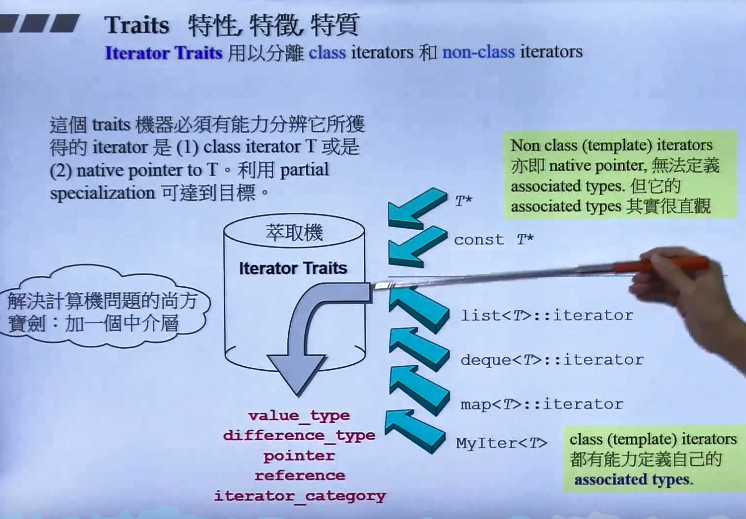 Traits 特性, 特徵, 特質
Iterator Traits 用以分離 class iterators 和 non-class iterators
這個 traits 機器必須有能力分辨它所獲
得的 iterator 是 (1) class iterator T 或是
(2) native pointer to T。利用 partial
specialization 可達到目標。
Non class (template) iterators
亦即 native pointer, 無法定義
associated types. 但它的
associated types 其實很直觀
T*
const T*
萃取機
Iterator Traits
解決計算機問題的尚方
寶劍：加一個中介層
list<T>::iterator
deque<T>::iterator
map<T>::iterator
MyIter<T>
value_type
difference_type
pointer
reference
iterator_category
class (template) iterators
都有能力定義自己的
associated types.